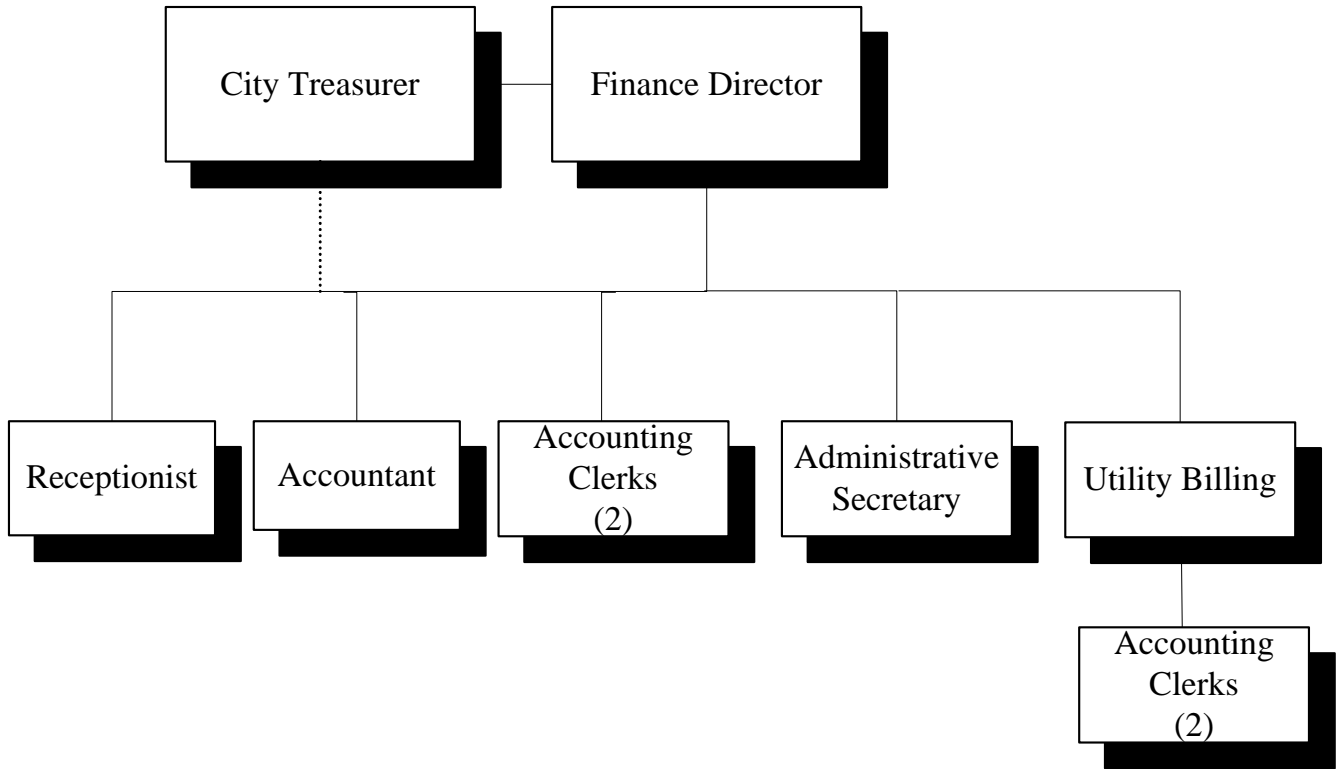 City Treasurer
Finance Director
Receptionist
Accountant
Accounting
Clerks
(2)
Administrative
Secretary
Utility Billing
Accounting
Clerks
(2)